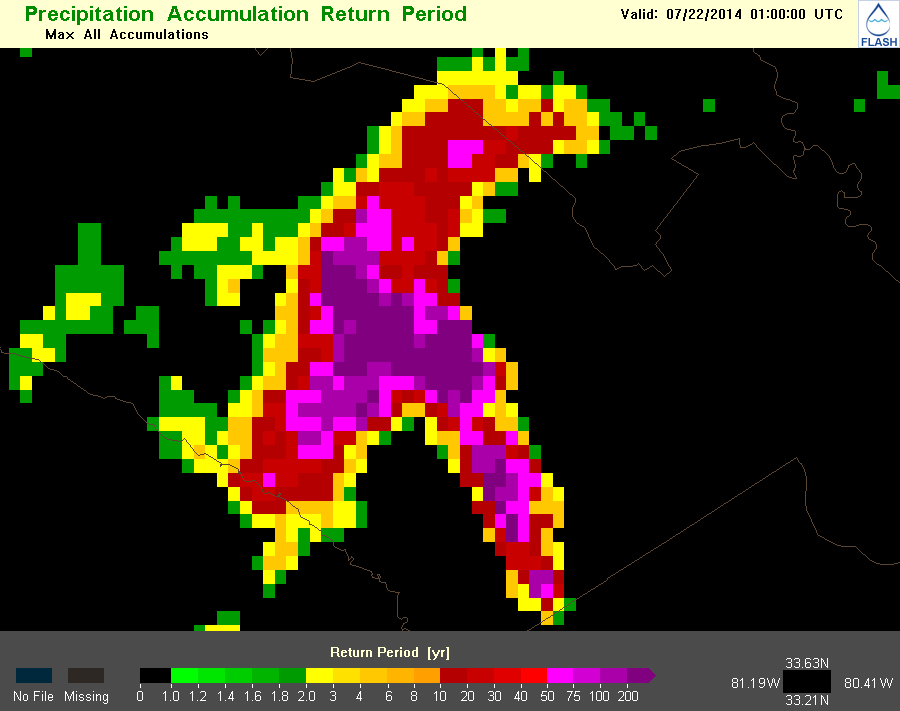 Precipitation Accumulation Return Period
Valid: 07/22/2014 01:00:00 UTC
Max All Accumulations
FLASH
Return Period [yr]
No File
Missing
0 1.0 1.2 1.4 1.6 1.8 2.0 3 4 6 8 10 20 30 40 50 75 100 200
33.63N
81.19W
80.41W
33.21N